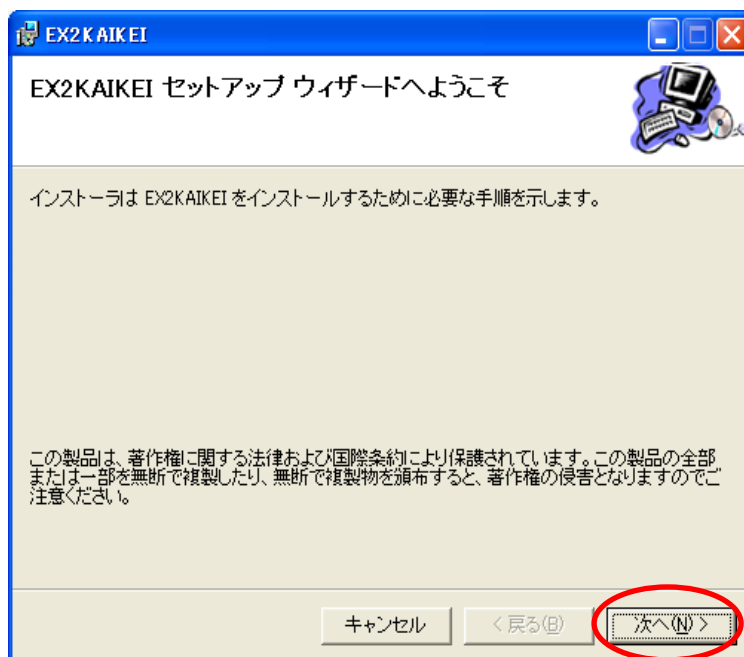 EX2KAIKEI
EX2KAIKEI セットアップ ウィザードへようこそ
インストーラは EX2KAIKEI をインストールするために必要な手順を示します。
この製品は、著作権に関する法律および国際条約により保護されています。この製品の全部
または一部を無断で複製したり、無断で複製物を頒布すると、著作権の侵害となりますのでご
注意ください。
キャンセル
< 戻る(B)
次へ(N) >